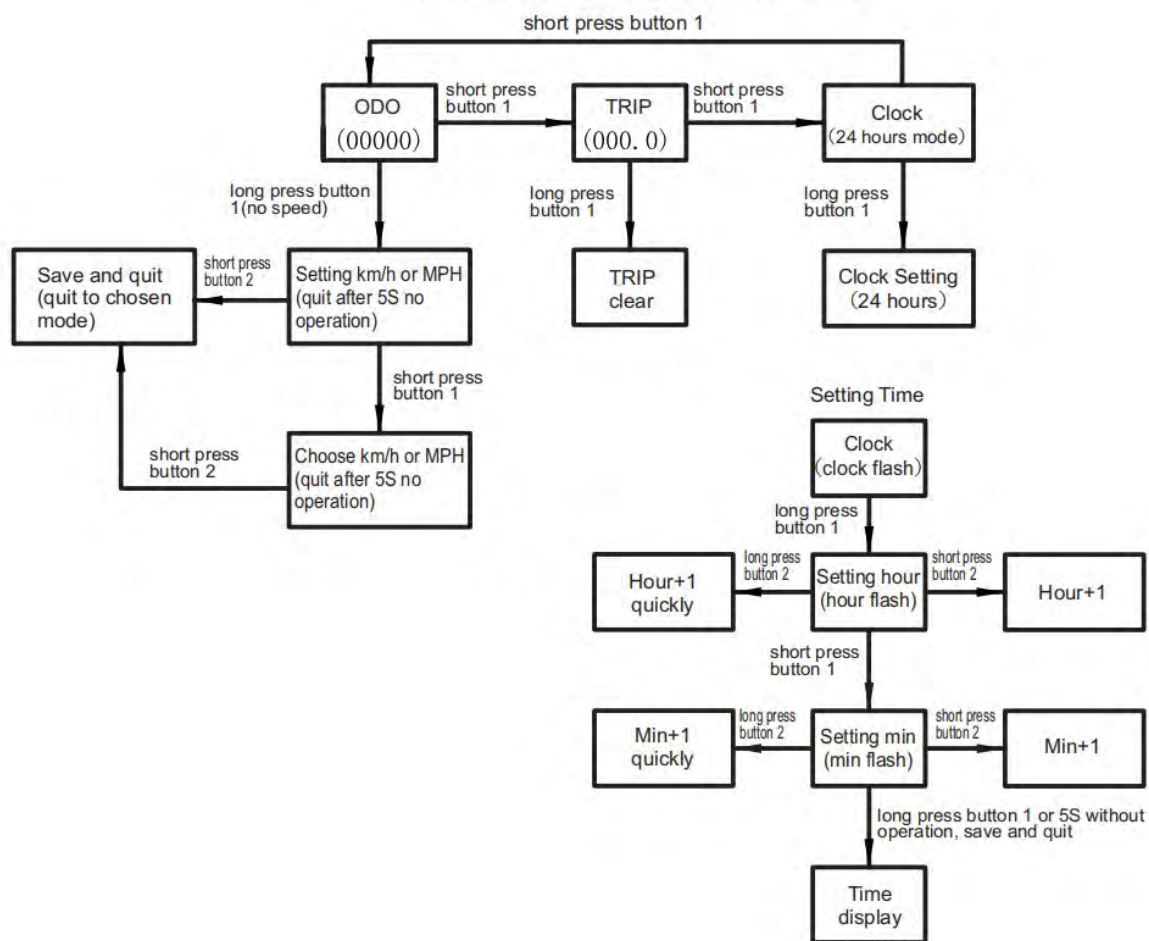 short press button 1
ODO
(00000)
short press
button 1
TRIP
(000. 0)
short press
button 1
Clock
(24 hours mode)
long press button
1(no speed)
long press
button 1
long press
button 1
Save and quit
(quit to chosen
mode)
short press
button 2
Setting km/h or MPH
(quit after 5S no
operation)
TRIP
clear
Clock Setting
(24 hours)
short press
button 1
short press
button 2
Choose km/h or MPH
(quit after 5S no
operation)
Setting Time
Clock
(clock flash)
long press
button 1
Hour+1
quickly
long press
button 2
Setting hour
(hour flash)
short press
button 2
Hour+1
short press
button 1
Min+1
quickly
long press
button 2
Setting min
(min flash)
short press
button 2
Min+1
long press button 1 or 5S without
operation, save and quit
Time
display